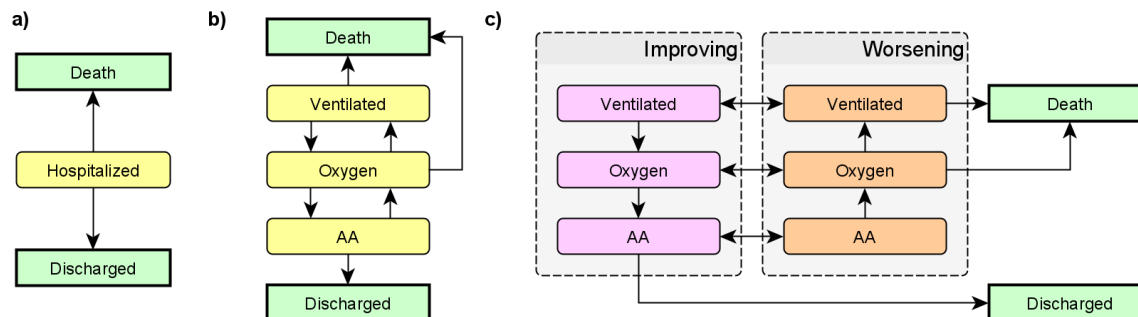 a)
Death
Hospitalized
Discharged
b)
Death
Ventilated
Oxygen
AA
Discharged
c)
Improving
Worsening
Ventilated
Ventilated
Death
Oxygen
Oxygen
AA
AA
Discharged